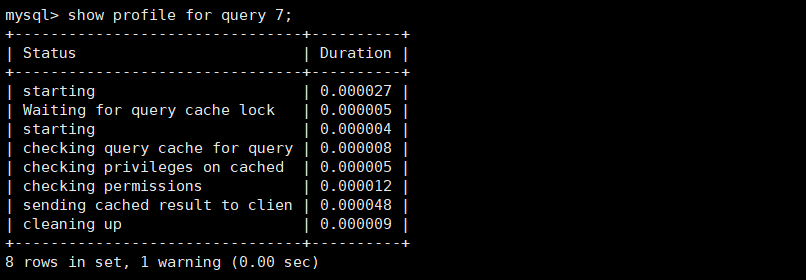 mysql> show profile for query 7;
+--------------------------------+----------+
| Status                         | Duration |
+--------------------------------+----------+
| starting                       | 0.000027 |
| Waiting for query cache lock   | 0.000005 |
| starting                       | 0.000004 |
| checking query cache for query | 0.000008 |
| checking privileges on cached  | 0.000005 |
| checking permissions           | 0.000012 |
| sending cached result to clien | 0.000048 |
| cleaning up                    | 0.000009 |
+--------------------------------+----------+
8 rows in set, 1 warning (0.00 sec)